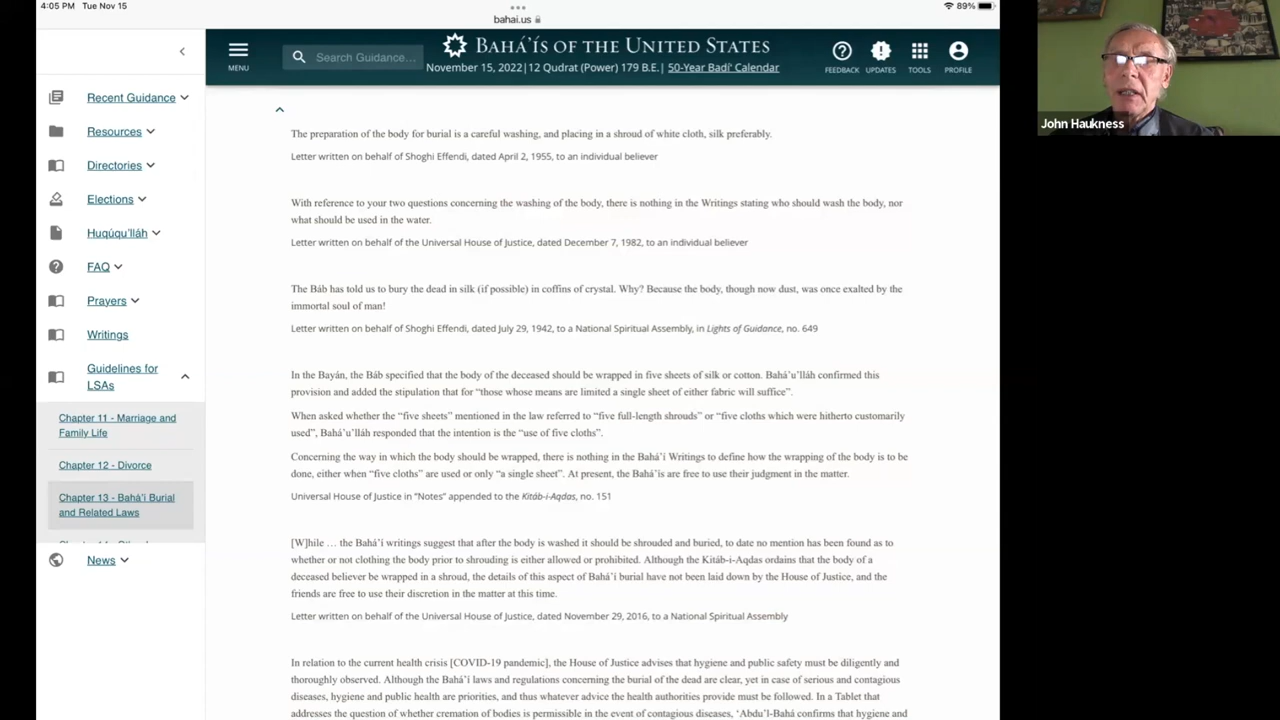 4:05 PM Tue Nov 15
bahai.us
89%
MENU
Search Guidance...
BAHÁ’ÍS OF THE UNITED STATES
November 15, 2022|12 Qudrat (Power) 179 B.E.| 50-Year Badí‘ Calendar
FEEDBACK
UPDATES
TOOLS
PROFILE
John Haukness
Recent Guidance
Resources
Directories
Elections
Huqúqu’lláh
FAQ
Prayers
Writings
Guidelines for
LSAs
Chapter 11 - Marriage and
Family Life
Chapter 12 - Divorce
Chapter 13 - Bahá’í Burial
and Related Laws
News
The preparation of the body for burial is a careful washing, and placing in a shroud of white cloth, silk preferably.
Letter written on behalf of Shoghi Effendi, dated April 2, 1955, to an individual believer
With reference to your two questions concerning the washing of the body, there is nothing in the Writings stating who should wash the body, nor
what should be used in the water.
Letter written on behalf of the Universal House of Justice, dated December 7, 1982, to an individual believer
The Báb has told us to bury the dead in silk (if possible) in coffins of crystal. Why? Because the body, though now dust, was once exalted by the
immortal soul of man!
Letter written on behalf of Shoghi Effendi, dated July 29, 1942, to a National Spiritual Assembly, in Lights of Guidance, no. 649
In the Bayán, the Báb specified that the body of the deceased should be wrapped in five sheets of silk or cotton. Bahá’u’lláh confirmed this
provision and added the stipulation that for “those whose means are limited a single sheet of either fabric will suffice”.
When asked whether the “five sheets” mentioned in the law referred to “five full-length shrouds” or “five cloths which were hitherto customarily
used”, Bahá’u’lláh responded that the intention is the “use of five cloths”.
Concerning the way in which the body should be wrapped, there is nothing in the Bahá’í Writings to define how the wrapping of the body is to be
done, either when “five cloths” are used or only “a single sheet”. At present, the Bahá’ís are free to use their judgment in the matter.
Universal House of Justice in “Notes” appended to the Kitáb-i-Aqdas, no. 151
[W]hile … the Bahá’í writings suggest that after the body is washed it should be shrouded and buried, to date no mention has been found as to
whether or not clothing the body prior to shrouding is either allowed or prohibited. Although the Kitáb-i-Aqdas ordains that the body of a
deceased believer be wrapped in a shroud, the details of this aspect of Bahá’í burial have not been laid down by the House of Justice, and the
friends are free to use their discretion in the matter at this time.
Letter written on behalf of the Universal House of Justice, dated November 29, 2016, to a National Spiritual Assembly
In relation to the current health crisis [COVID-19 pandemic], the House of Justice advises that hygiene and public safety must be diligently and
thoroughly observed. Although the Bahá’í laws and regulations concerning the burial of the dead are clear, yet in case of serious and contagious
diseases, hygiene and public health are priorities, and thus whatever advice the health authorities provide must be followed. In a Tablet that
addresses the question of whether cremation of bodies is permissible in the event of contagious diseases, ‘Abdu’l-Bahá confirms that hygiene and